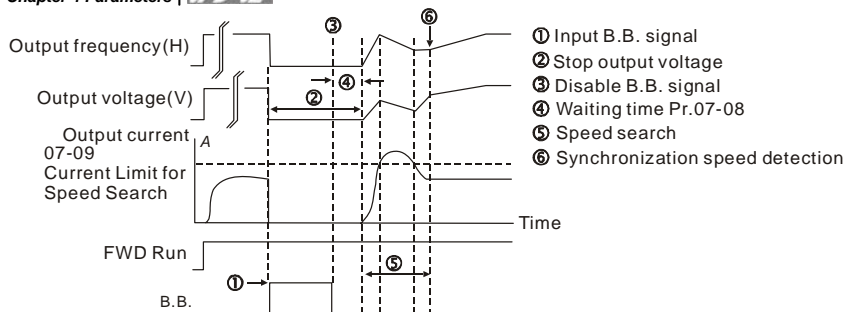 Chapter 4 Parameters |
Output frequency(H)
Output voltage(V)
Output current
07-09
Current Limit for
Speed Search
A
FWD Run
B.B.
Time
③
⑥
④
②
⑤
①
① Input B.B. signal
② Stop output voltage
③ Disable B.B. signal
④ Waiting time Pr.07-08
⑤ Speed search
⑥ Synchronization speed detection